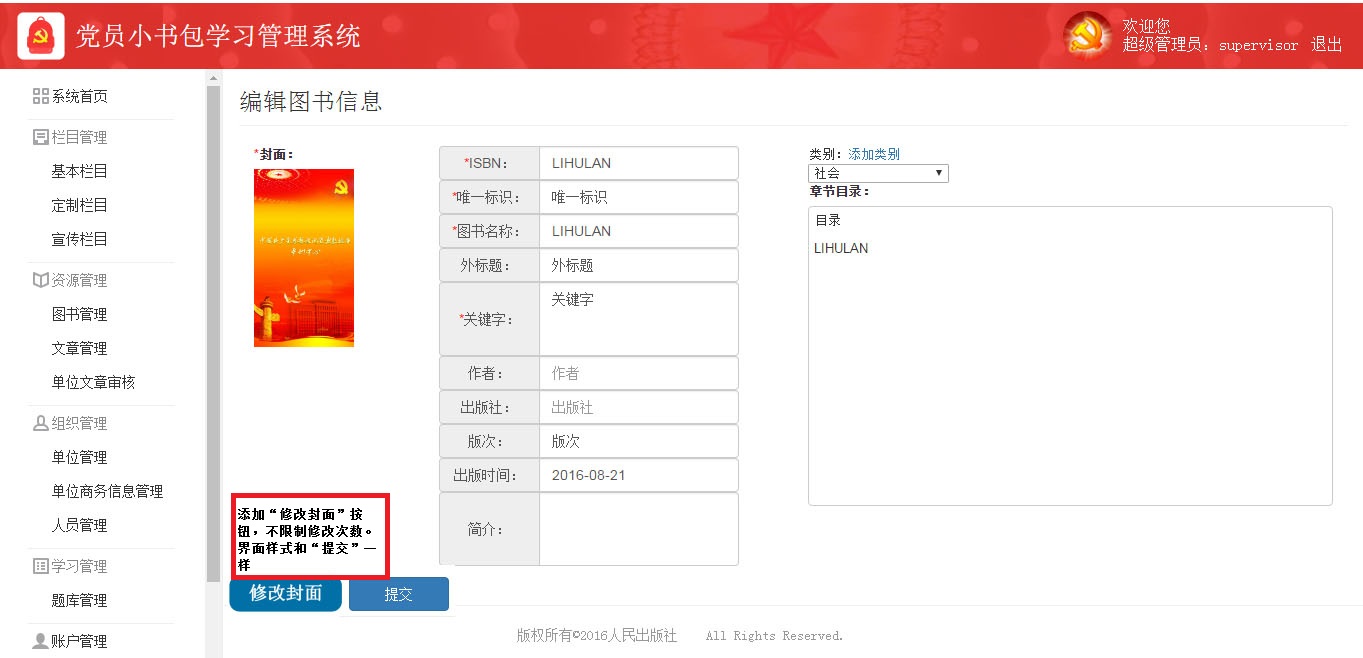 党员小书包学习管理系统
欢迎您
超级管理员：supervisor 退出
系统首页
栏目管理
基本栏目
定制栏目
宣传栏目
资源管理
图书管理
文章管理
单位文章审核
组织管理
单位管理
单位商务信息管理
人员管理
学习管理
题库管理
账户管理
编辑图书信息
*封面：
*ISBN： LIHULAN
*唯一标识： 唯一标识
*图书名称： LIHULAN
外标题： 外标题
*关键字： 关键字
作者： 作者
出版社： 出版社
版次： 版次
出版时间： 2016-08-21
简介：
类别：添加类别
社会
章节目录：
目录
LIHULAN
添加“修改封面”按
钮，不限制修改次数。
界面样式和“提交”一
样
修改封面 提交
版权所有©2016人民出版社 All Rights Reserved.